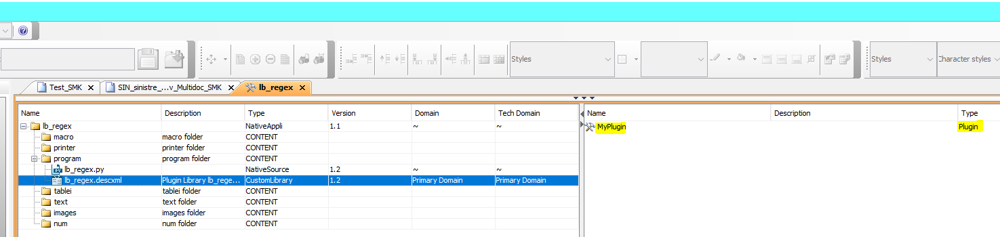 Styles
Styles
Character styles
Test_SMK
SIN_sinistre_...v_Multidoc_SMK
lb_regex
Name Description Type Version Domain Tech Domain
lb_regex NativeAppli 1.1 ~ ~
macro macro folder CONTENT
printer printer folder CONTENT
program program folder CONTENT
lb_regex.py NativeSource 1.2 ~ ~
lb_regex.descxml Plugin Library lb_rege... CustomLibrary 1.2 Primary Domain Primary Domain
tablei tablei folder CONTENT
text text folder CONTENT
images images folder CONTENT
num num folder CONTENT
Name Description Type
MyPlugin Plugin